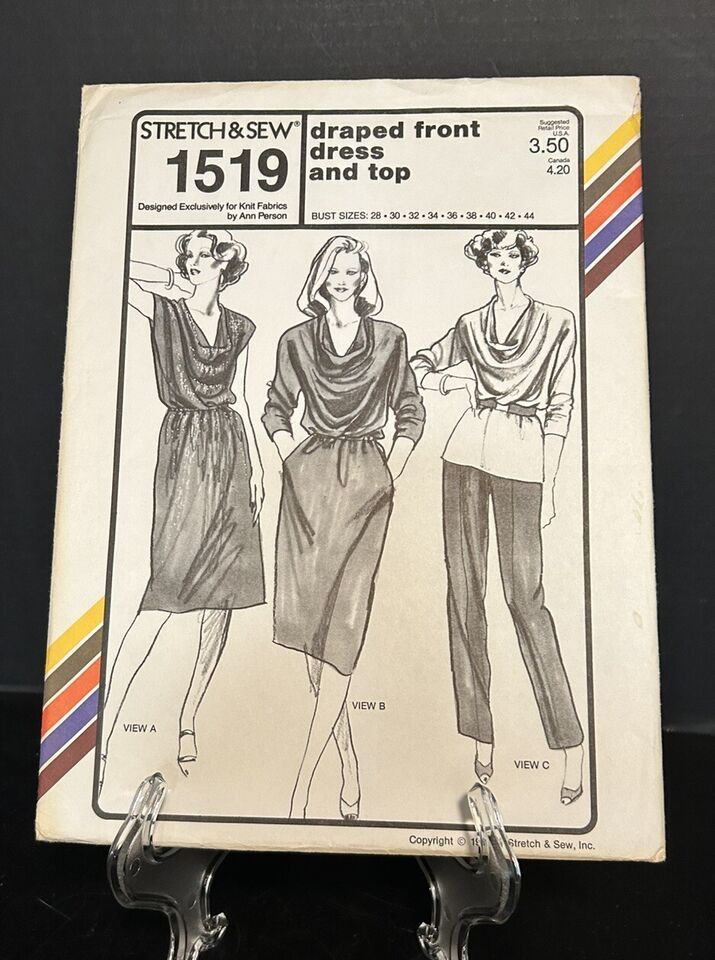 STRETCH & SEW®
1519
Designed Exclusively for Knit Fabrics
by Ann Person
draped front
dress
and top
Suggested
Retail Price
U.S.A.
3.50
Canada
4.20
BUST SIZES: 28 • 30 • 32 • 34 • 36 • 38 • 40 • 42 • 44
VIEW A
VIEW B
VIEW C
Copyright © Stretch & Sew, Inc.